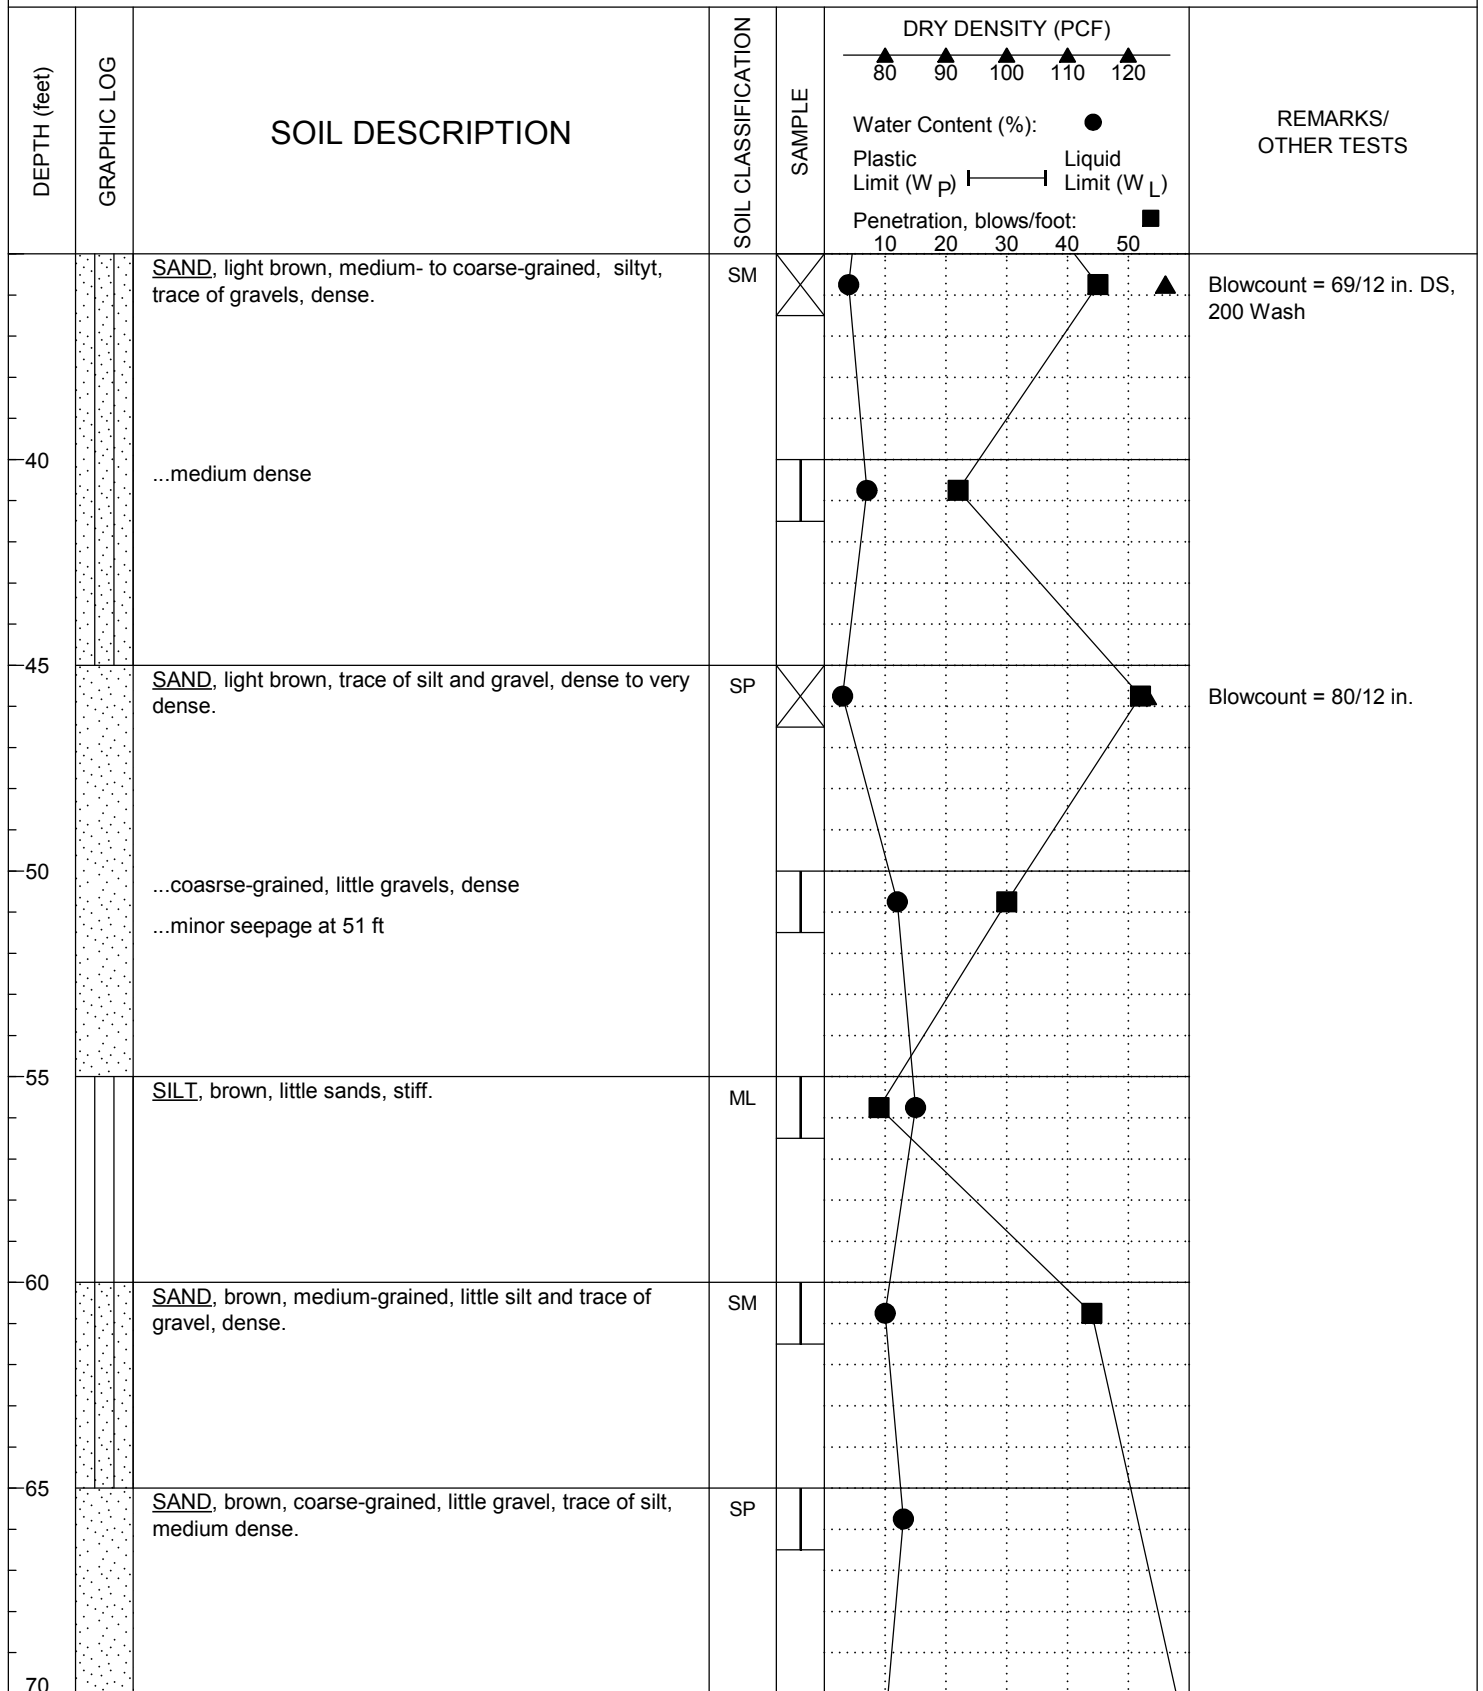 DEPTH (feet)
GRAPHIC LOG
SOIL DESCRIPTION
SOIL CLASSIFICATION
SAMPLE
DRY DENSITY (PCF)
80 90 100 110 120
Water Content (%):
Plastic Limit (W P)
Liquid Limit (W L)
Penetration, blows/foot:
10 20 30 40 50
REMARKS/
OTHER TESTS
SAND, light brown, medium- to coarse-grained, siltyt,
trace of gravels, dense.
SM
Blowcount = 69/12 in. DS,
200 Wash
40
...medium dense
45
SAND, light brown, trace of silt and gravel, dense to very
dense.
SP
Blowcount = 80/12 in.
50
...coasrse-grained, little gravels, dense
...minor seepage at 51 ft
55
SILT, brown, little sands, stiff.
ML
60
SAND, brown, medium-grained, little silt and trace of
gravel, dense.
SM
65
SAND, brown, coarse-grained, little gravel, trace of silt,
medium dense.
SP
70